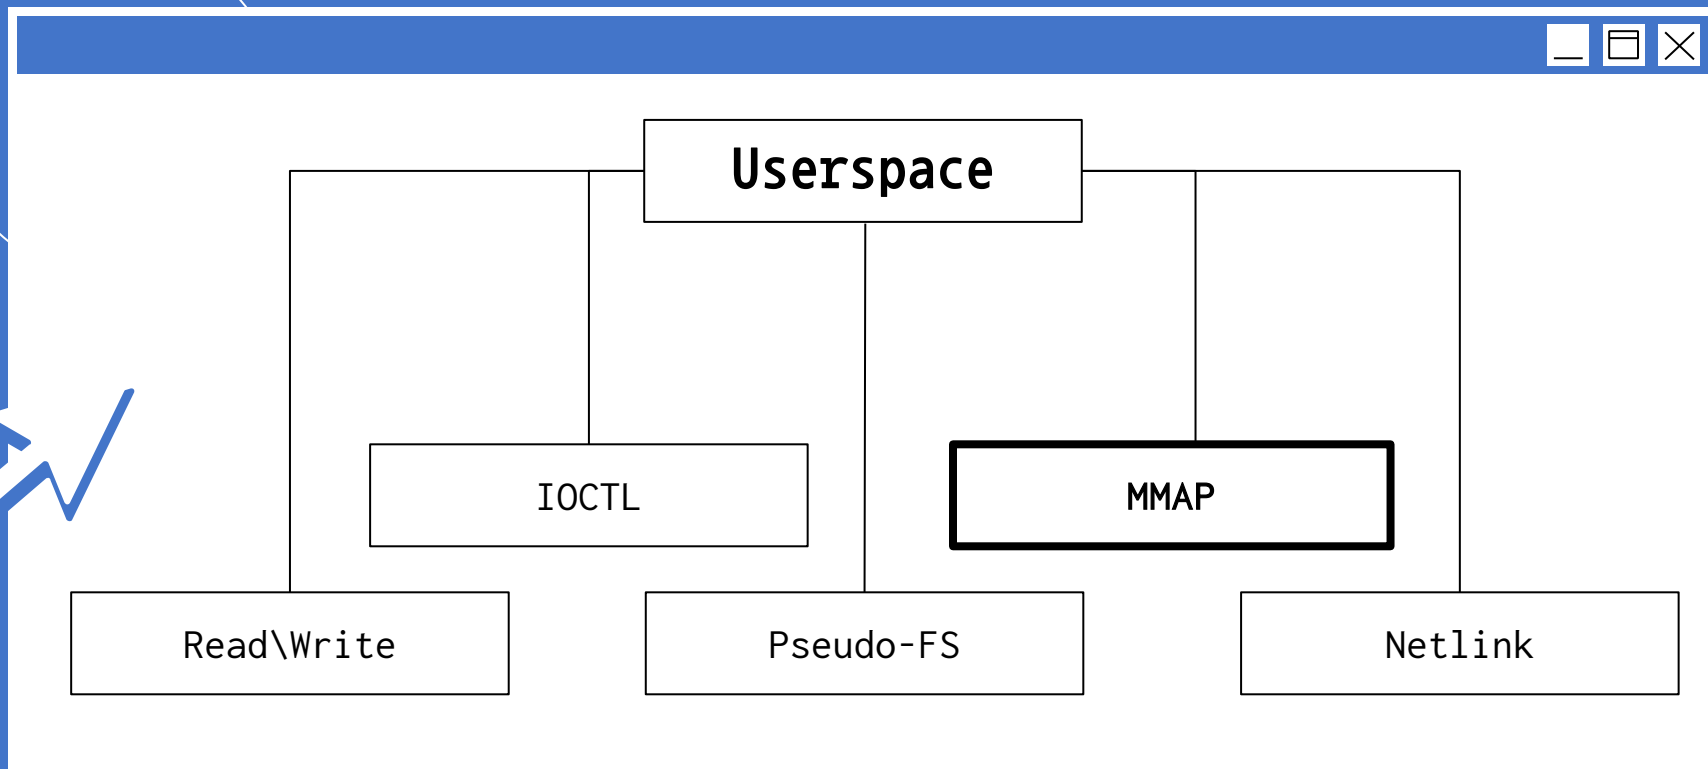 Userspace
IOCTL
MMAP
Read\Write
Pseudo-FS
Netlink